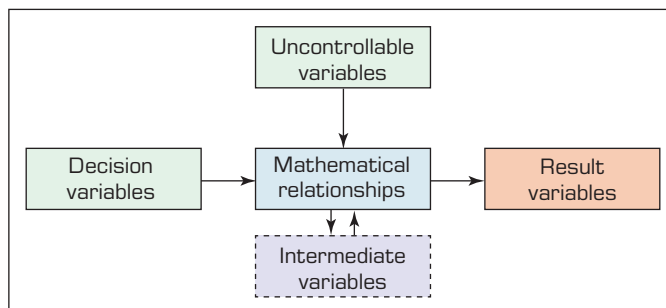 Uncontrollable
variables
Decision
variables
Mathematical
relationships
Result
variables
Intermediate
variables